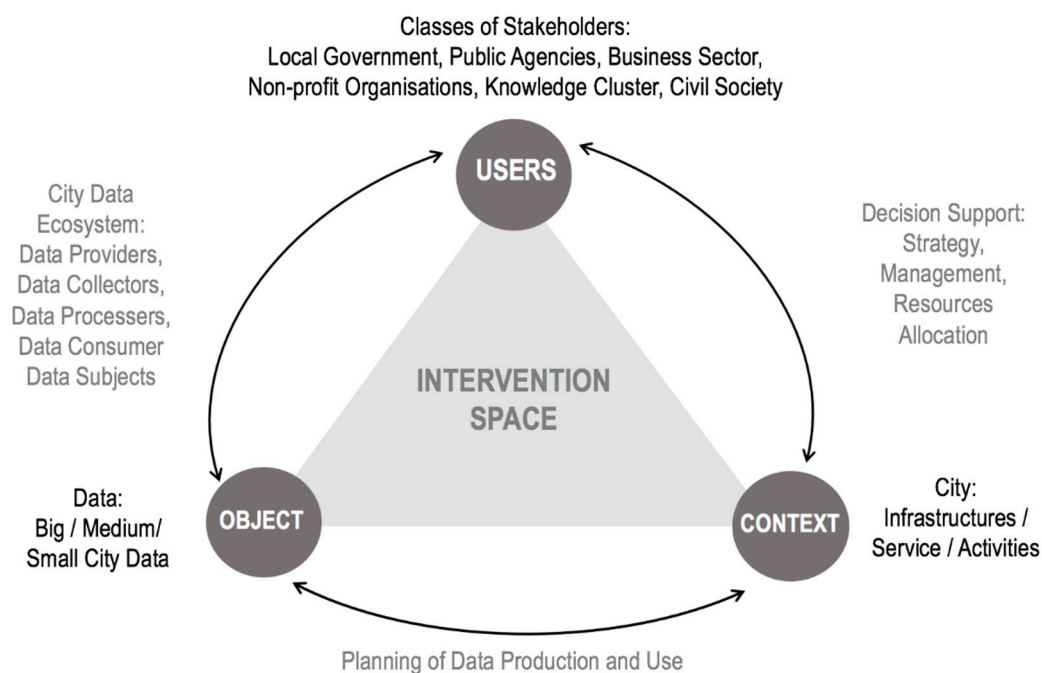 Classes of Stakeholders:
Local Government, Public Agencies, Business Sector,
Non-profit Organisations, Knowledge Cluster, Civil Society
USERS
City Data
Ecosystem:
Data Providers,
Data Collectors,
Data Processers,
Data Consumer
Data Subjects
Decision Support:
Strategy,
Management,
Resources
Allocation
INTERVENTION
SPACE
Data:
Big / Medium/
Small City Data
OBJECT
CONTEXT
City:
Infrastructures /
Service / Activities
Planning of Data Production and Use